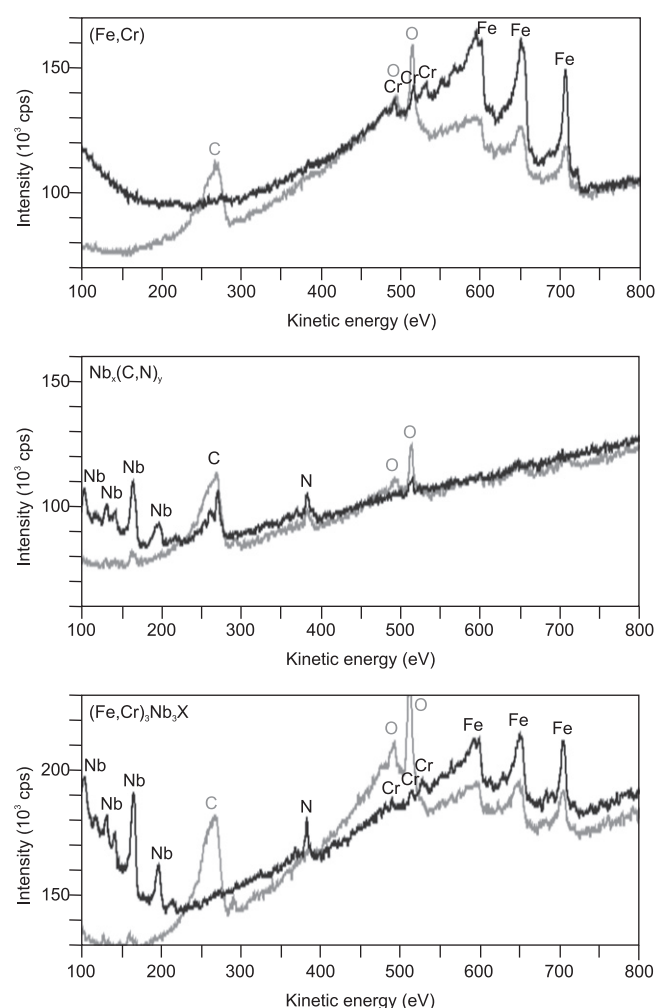 (Fe,Cr)
O
Fe
Fe
Fe
O
Cr
Cr
Cr
C
150
100
Intensity (10³ cps)
100 200 300 400 500 600 700 800
Kinetic energy (eV)
Nbₓ(C,N)ᵧ
150
100
Intensity (10³ cps)
Nb
Nb
Nb
Nb
C
N
O
O
100 200 300 400 500 600 700 800
Kinetic energy (eV)
(Fe,Cr)₃Nb₃X
200
150
Intensity (10³ cps)
Nb
Nb
Nb
Nb
C
N
O
O
Cr
Cr
Cr
Fe
Fe
Fe
100 200 300 400 500 600 700 800
Kinetic energy (eV)